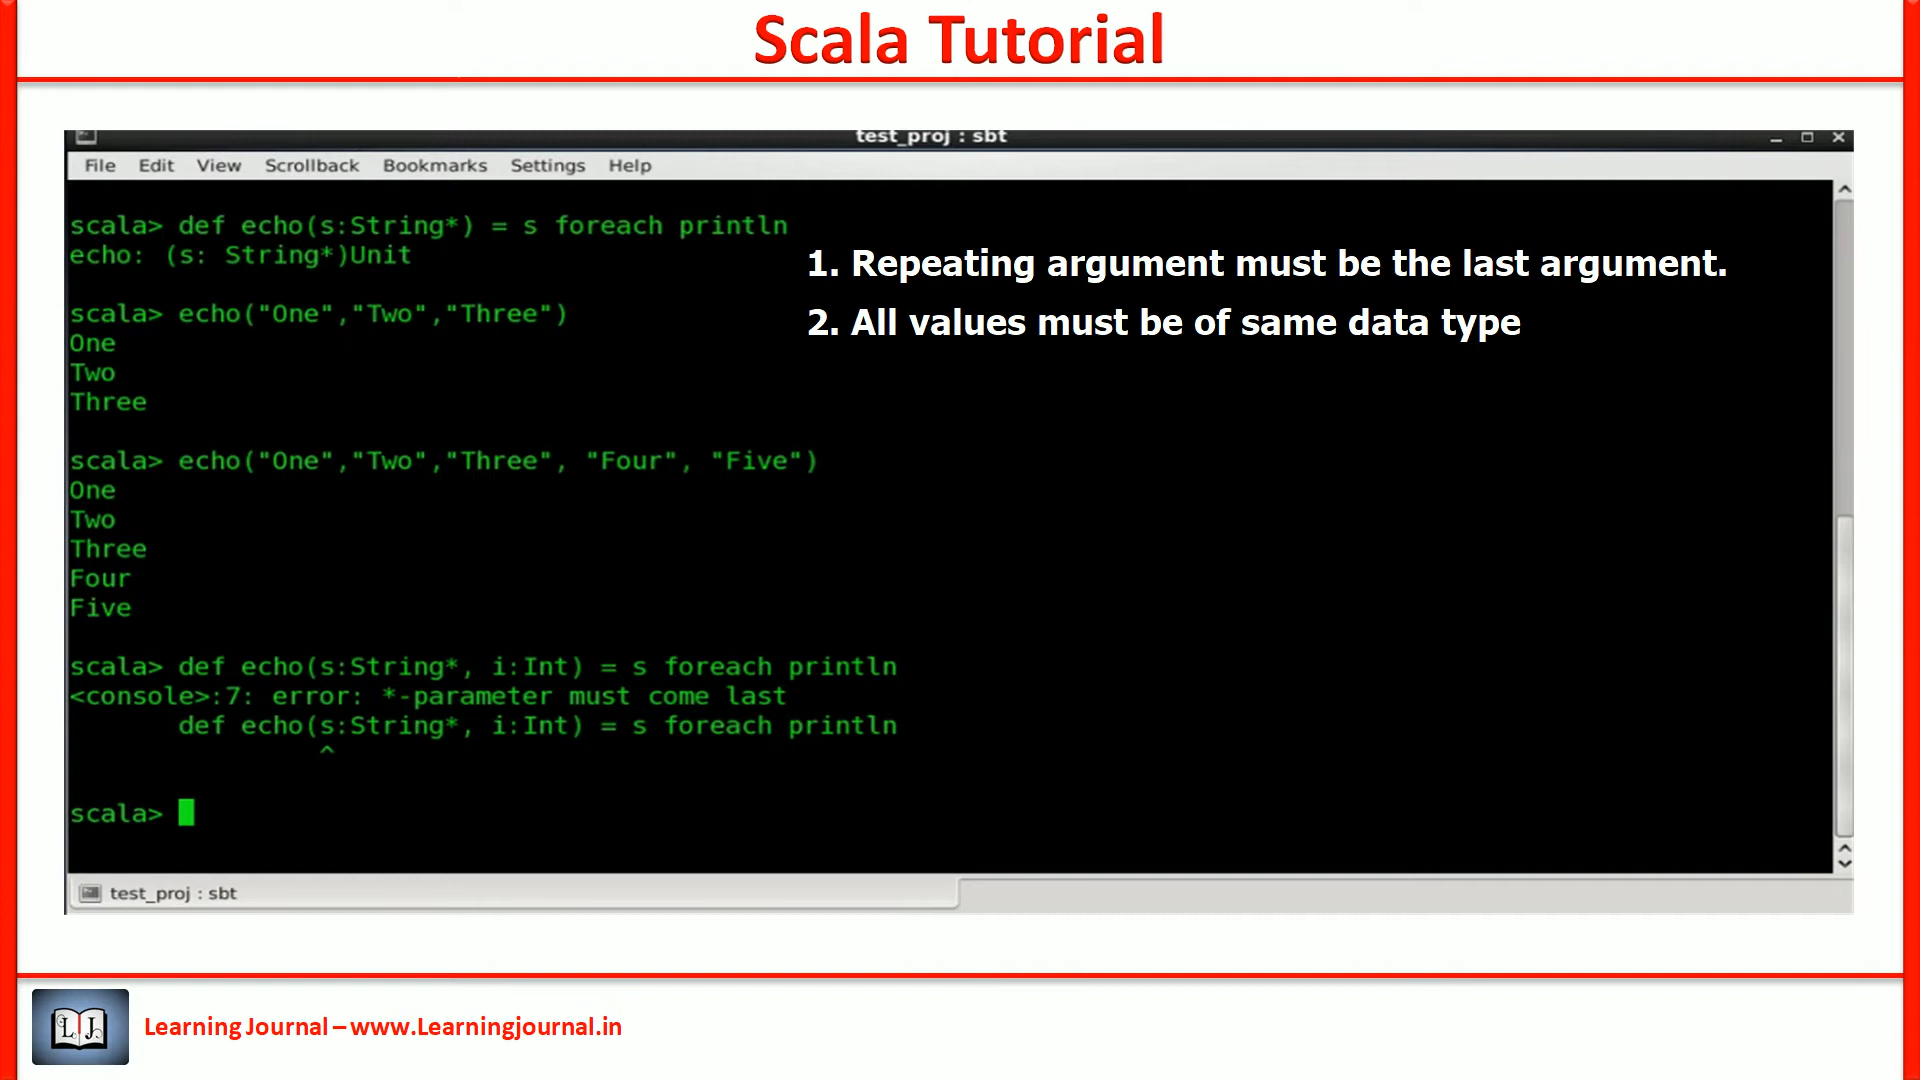 Scala Tutorial
test_proj : sbt
File Edit View Scrollback Bookmarks Settings Help
scala> def echo(s:String*) = s foreach println
echo: (s: String*)Unit
1. Repeating argument must be the last argument.
scala> echo("One","Two","Three")
2. All values must be of same data type
One
Two
Three
scala> echo("One","Two","Three", "Four", "Five")
One
Two
Three
Four
Five
scala> def echo(s:String*, i:Int) = s foreach println
<console>:7: error: *-parameter must come last
def echo(s:String*, i:Int) = s foreach println
^
scala>
test_proj : sbt
LJ
Learning Journal – www.Learningjournal.in